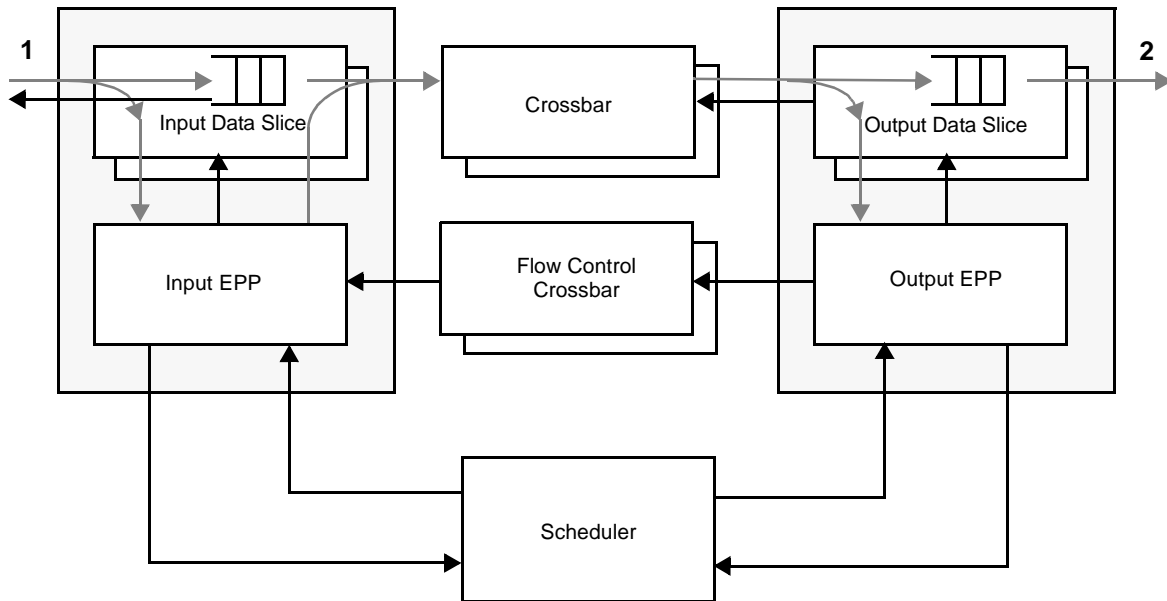 1
2
Input Data Slice
Crossbar
Output Data Slice
Input EPP
Flow Control
Crossbar
Output EPP
Scheduler